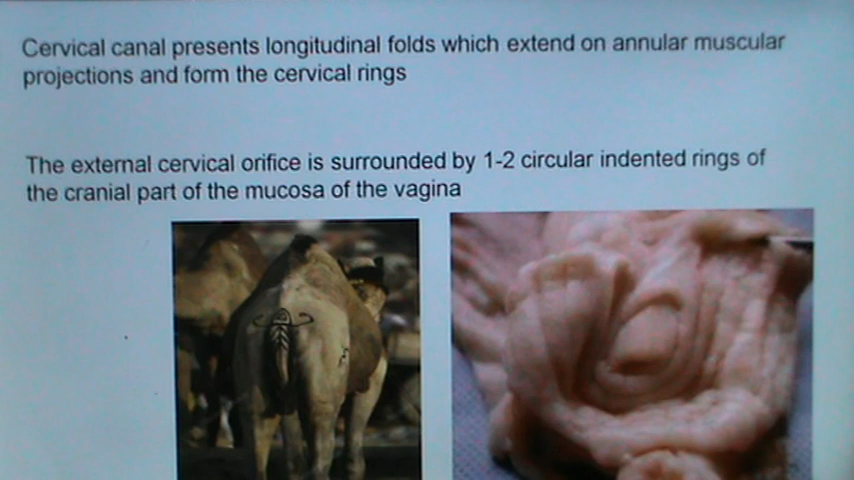 Cervical canal presents longitudinal folds which extend on annular muscular
projections and form the cervical rings
The external cervical orifice is surrounded by 1-2 circular indented rings of
the cranial part of the mucosa of the vagina